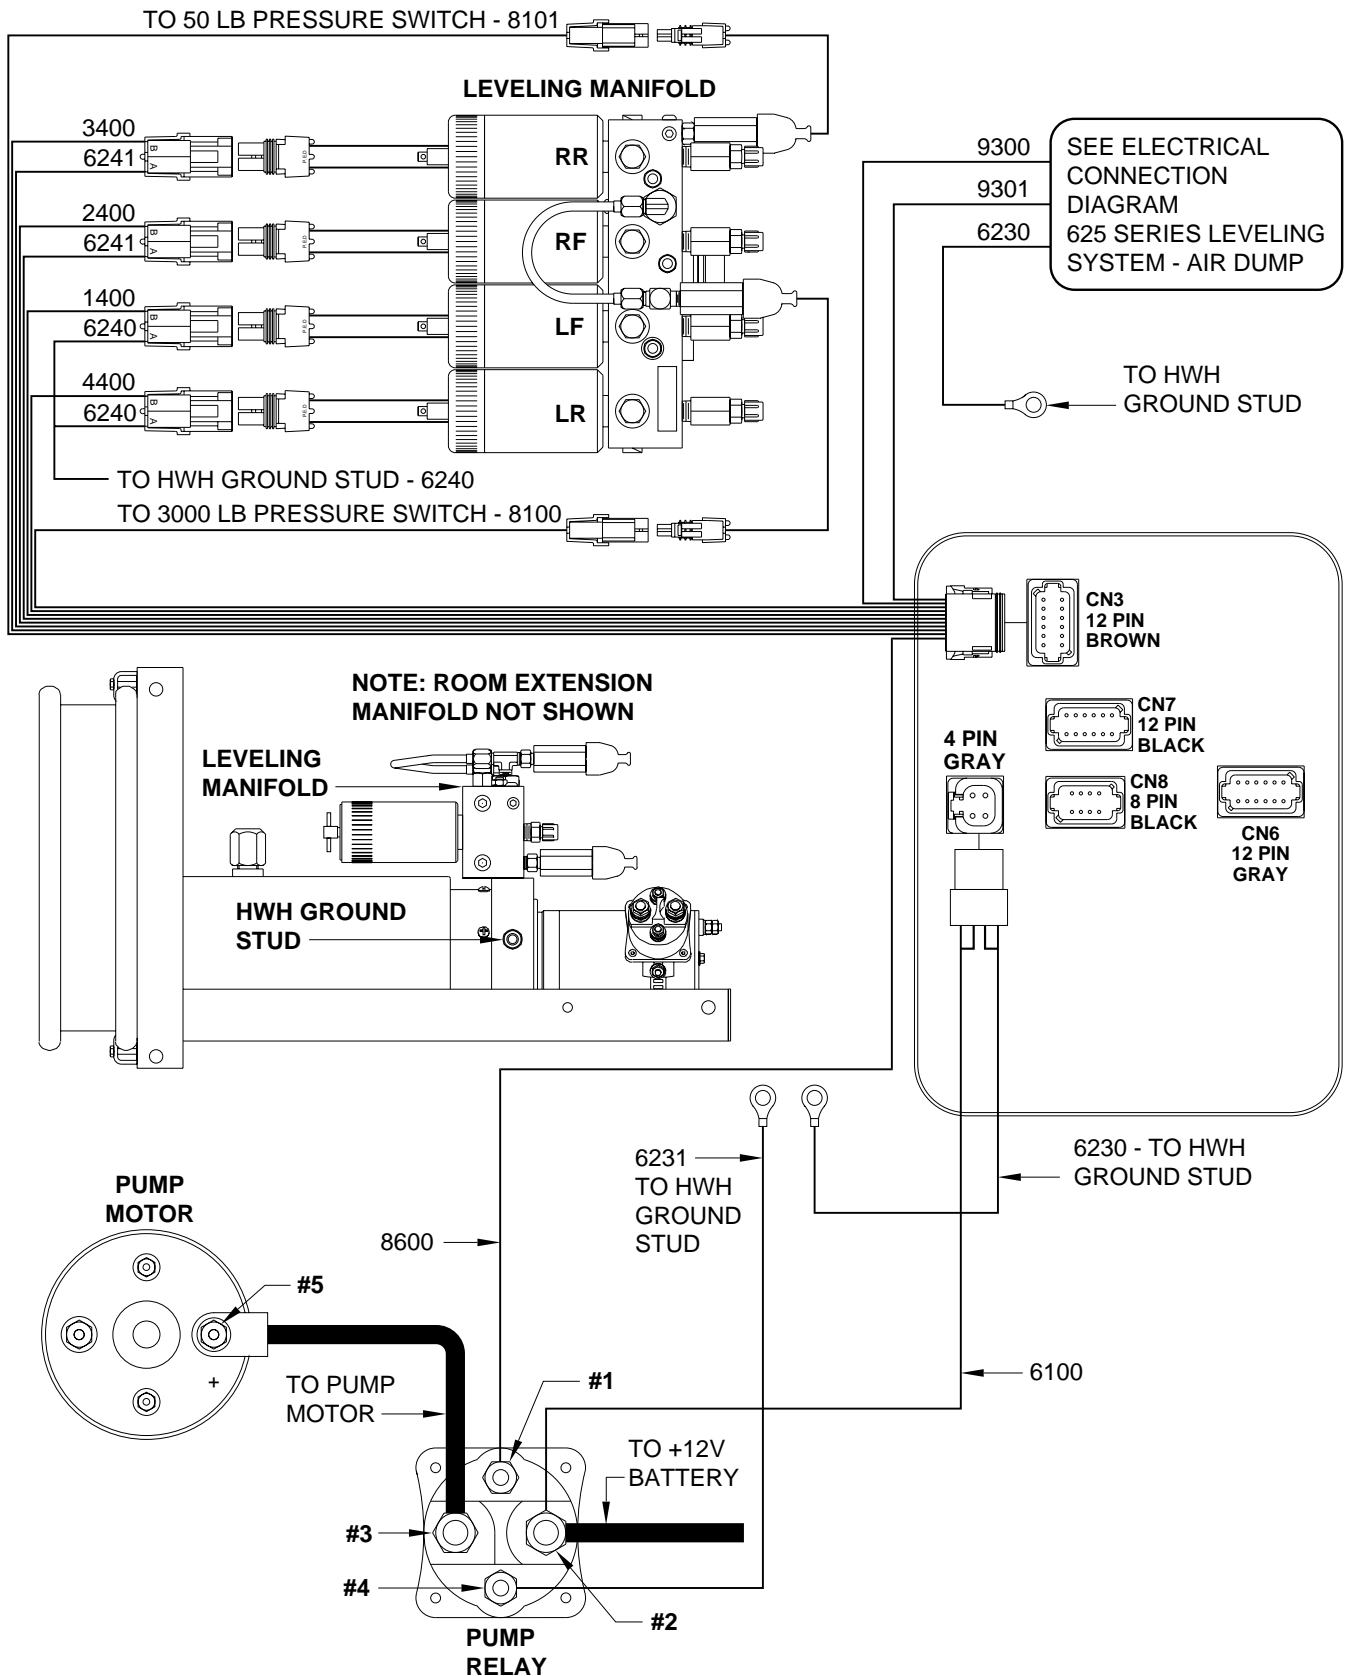 TO 50 LB PRESSURE SWITCH - 8101
LEVELING MANIFOLD
3400
6241
B
A
P.E.D
RR
2400
6241
B
A
P.E.D
RF
1400
6240
B
A
P.E.D
LF
4400
6240
B
A
P.E.D
LR
TO HWH GROUND STUD - 6240
TO 3000 LB PRESSURE SWITCH - 8100
9300
9301
6230
SEE ELECTRICAL
CONNECTION
DIAGRAM
625 SERIES LEVELING
SYSTEM - AIR DUMP
TO HWH
GROUND STUD
CN3
12 PIN
BROWN
CN7
12 PIN
BLACK
4 PIN
GRAY
CN8
8 PIN
BLACK
CN6
12 PIN
GRAY
NOTE: ROOM EXTENSION
MANIFOLD NOT SHOWN
LEVELING
MANIFOLD
HWH GROUND
STUD
6231
TO HWH
GROUND
STUD
6230 - TO HWH
GROUND STUD
8600
PUMP
MOTOR
#5
+
TO PUMP
MOTOR
#1
6100
TO +12V
BATTERY
#3
#4
#2
PUMP
RELAY